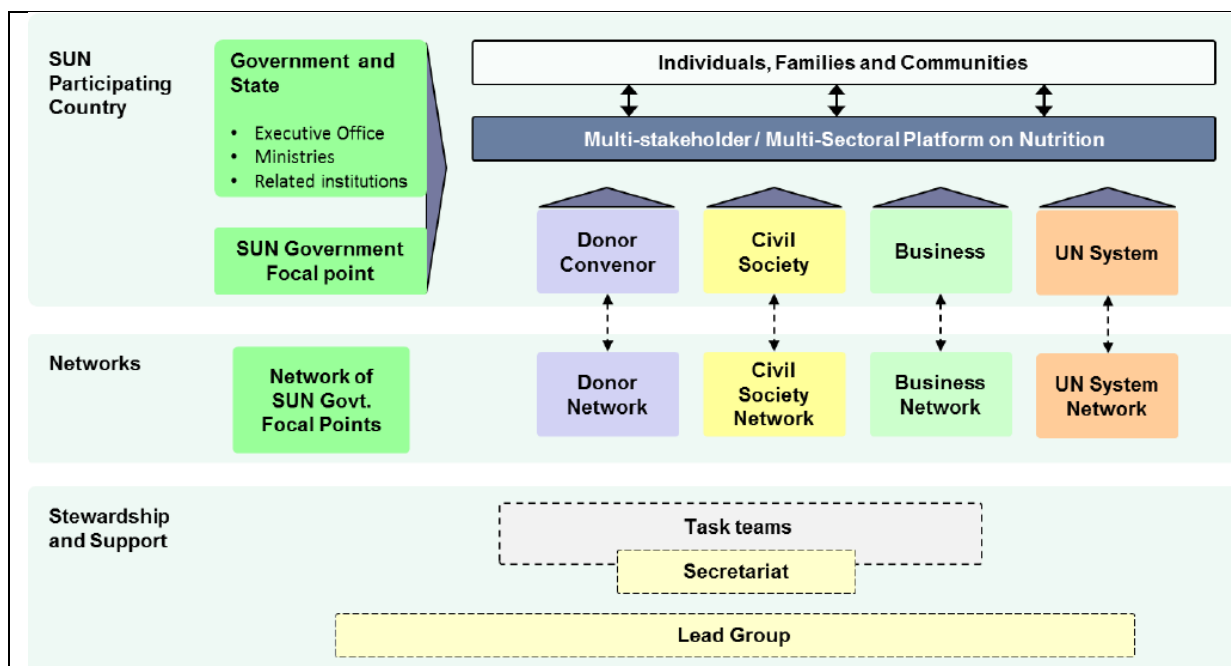 SUN
Participating
Country
Government and
State
• Executive Office
• Ministries
• Related institutions
SUN Government
Focal point
Individuals, Families and Communities
Multi-stakeholder / Multi-Sectoral Platform on Nutrition
Donor
Convenor
Civil
Society
Business
UN System
Networks
Network of
SUN Govt.
Focal Points
Donor
Network
Civil
Society
Network
Business
Network
UN System
Network
Stewardship
and Support
Task teams
Secretariat
Lead Group